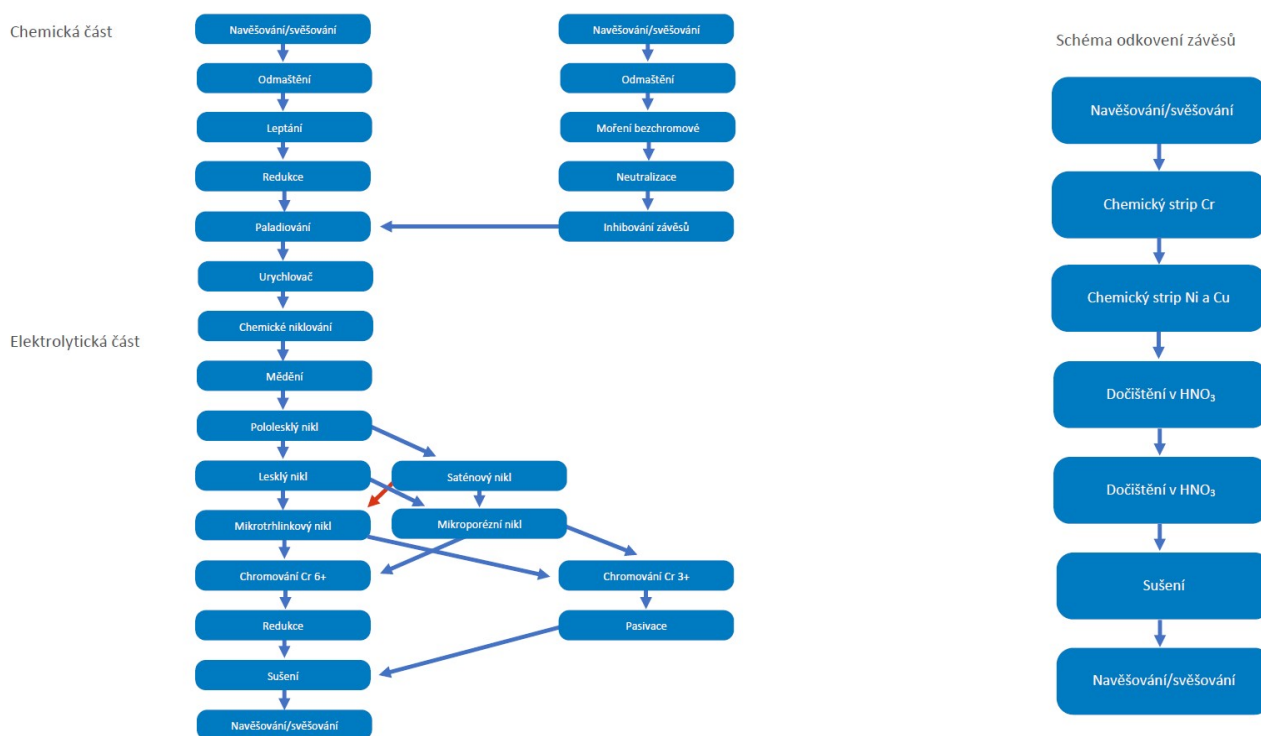 Chemická část
Navěšování/svěšování
Odmaštění
Leptání
Redukce
Paladiování
Urychlovač
Chemické niklování
Elektrolytická část
Mědění
Pololesklý nikl
Lesklý nikl
Mikrotrhlinkový nikl
Chromování Cr 6+
Redukce
Sušení
Navěšování/svěšování
Saténový nikl
Mikroporézní nikl
Navěšování/svěšování
Odmaštění
Moření bezchromové
Neutralizace
Inhibování závěsů
Chromování Cr 3+
Pasivace
Schéma odkovení závěsů
Navěšování/svěšování
Chemický strip Cr
Chemický strip Ni a Cu
Dočištění v HNO₃
Dočištění v HNO₃
Sušení
Navěšování/svěšování